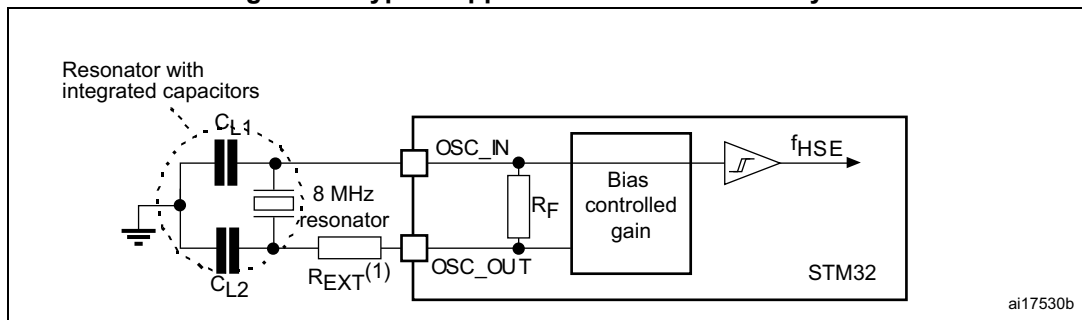 Resonator with
integrated capacitors
CL1
OSC_IN
fHSE
8 MHz
resonator
RF
Bias
controlled
gain
REXT(1)
OSC_OUT
STM32
CL2
ai17530b